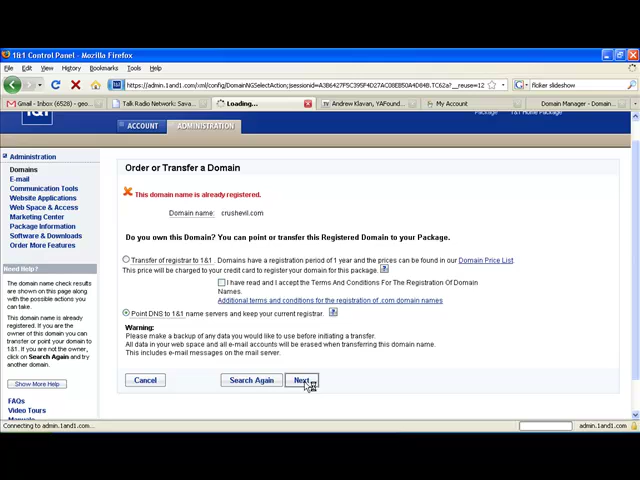 1&1 Control Panel - Mozilla Firefox
File Edit View History Bookmarks Tools Help
https://admin.1and1.com/xml/config/DomainNGSelectAction;jsessionid=
flicker slideshow
Gmail - Inbox (6528) - geo... Talk Radio Network: Sava... Loading... Andrew Klavan, YAFound... My Account Domain Manager - Domain...
1&1 Package 1&1 Home Package
ACCOUNT ADMINISTRATION
Administration
Domains
E-mail
Communication Tools
Website Applications
Web Space & Access
Marketing Center
Package Information
Software & Downloads
Order More Features
Need Help?
The domain name check results are shown on this page along with the possible actions you can take.
This domain name is already registered. If you are the owner of this domain you can transfer or point your domain to 1&1. If you are not the owner, click on Search Again and try another domain.
Show More Help
FAQs
Video Tours
Manuals
Order or Transfer a Domain
This domain name is already registered.
Domain name: crushevil.com
Do you own this Domain? You can point or transfer this Registered Domain to your Package.
Transfer of registrar to 1&1. Domains have a registration period of 1 year and the prices can be found in our Domain Price List.
This price will be charged to your credit card to register your domain for this package.
I have read and I accept the Terms And Conditions For The Registration Of Domain
Names.
Additional terms and conditions for the registration of .com domain names
Point DNS to 1&1 name servers and keep your current registrar.
Warning:
Please make a backup of any data you would like to use before initiating a transfer.
All data in your web space and all e-mail accounts will be erased when transferring this domain name.
This includes e-mail messages on the mail server.
Cancel Search Again Next
Connecting to admin.1and1.com... admin.1and1.com